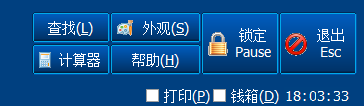 查找(L) 外观(S) 锁定 退出
Pause Esc
计算器 帮助(H)
打印(P) 钱箱(D) 18:03:33